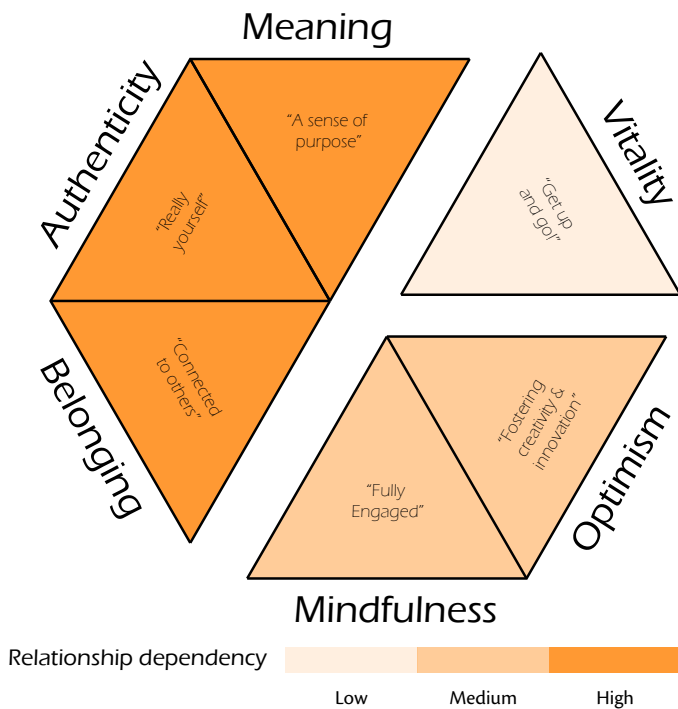 Meaning
Authenticity
Vitality
“A sense of
purpose”
“Really
yourself”
“Get up
and go!”
Belonging
“Connected
to others”
“Fostering
creativity &
innovation”
Optimism
“Fully
Engaged”
Mindfulness
Relationship dependency
Low
Medium
High